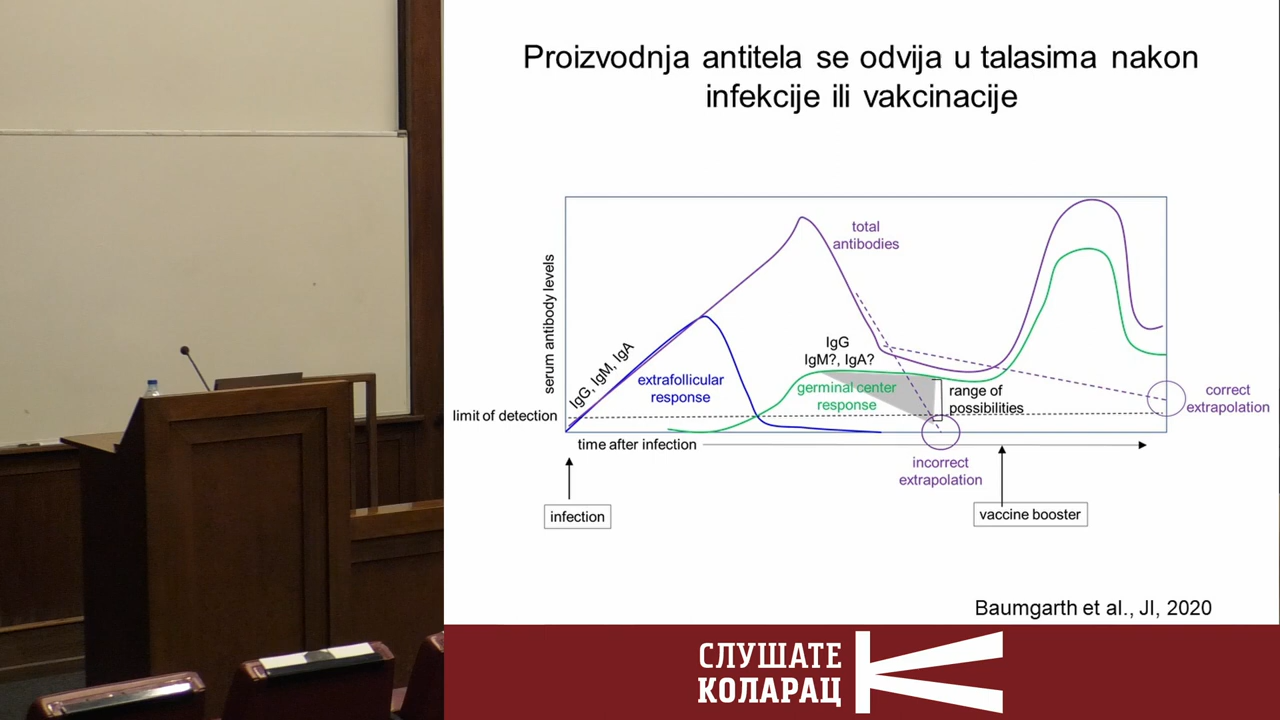 Proizvodnja antitela se odvija u talasima nakon
infekcije ili vakcinacije
serum antibody levels
total
antibodies
IgG, IgM, IgA
IgG
IgM?, IgA?
extrafollicular
response
germinal center
response
range of
possibilities
correct
extrapolation
limit of detection
time after infection
incorrect
extrapolation
infection
vaccine booster
Baumgarth et al., JI, 2020
СЛУШАТЕ
КОЛАРАЦ